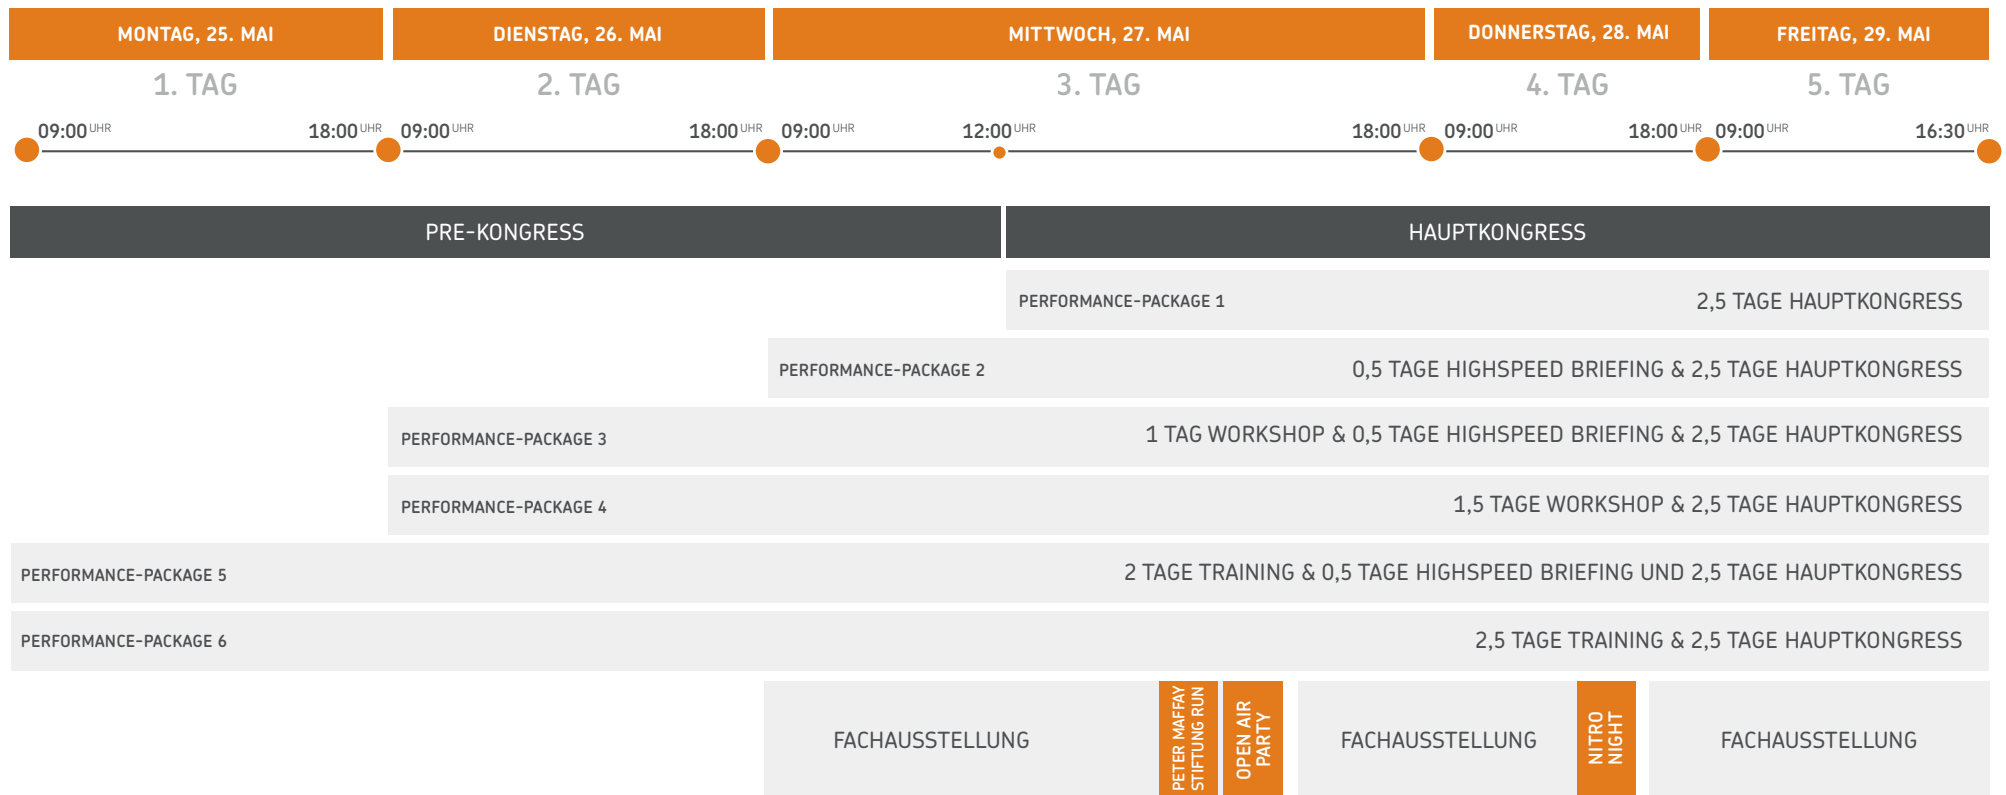 MONTAG, 25. MAI
DIENSTAG, 26. MAI
MITTWOCH, 27. MAI
DONNERSTAG, 28. MAI
FREITAG, 29. MAI
1. TAG
2. TAG
3. TAG
4. TAG
5. TAG
09:00 UHR
18:00 UHR
09:00 UHR
18:00 UHR
09:00 UHR
12:00 UHR
18:00 UHR
09:00 UHR
18:00 UHR
09:00 UHR
16:30 UHR
PRE-KONGRESS
HAUPTKONGRESS
PERFORMANCE-PACKAGE 1
2,5 TAGE HAUPTKONGRESS
PERFORMANCE-PACKAGE 2
0,5 TAGE HIGHSPEED BRIEFING & 2,5 TAGE HAUPTKONGRESS
PERFORMANCE-PACKAGE 3
1 TAG WORKSHOP & 0,5 TAGE HIGHSPEED BRIEFING & 2,5 TAGE HAUPTKONGRESS
PERFORMANCE-PACKAGE 4
1,5 TAGE WORKSHOP & 2,5 TAGE HAUPTKONGRESS
PERFORMANCE-PACKAGE 5
2 TAGE TRAINING & 0,5 TAGE HIGHSPEED BRIEFING UND 2,5 TAGE HAUPTKONGRESS
PERFORMANCE-PACKAGE 6
2,5 TAGE TRAINING & 2,5 TAGE HAUPTKONGRESS
FACHAUSSTELLUNG
PETER MAFFAY
STIFTUNG RUN
OPEN AIR
PARTY
FACHAUSSTELLUNG
NITRO
NIGHT
FACHAUSSTELLUNG